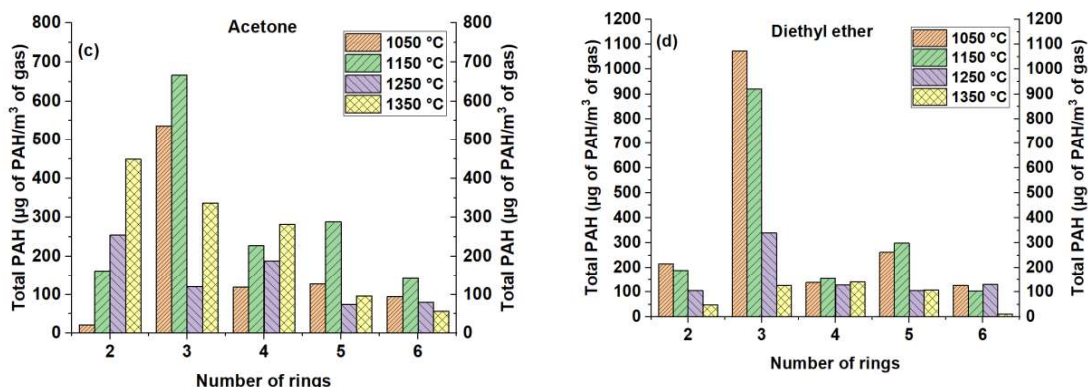 Acetone
(c)
1050 °C
1150 °C
1250 °C
1350 °C
Total PAH (µg of PAH/m³ of gas)
800
700
600
500
400
300
200
100
0
800
700
600
500
400
300
200
100
0
Total PAH (µg of PAH/m³ of gas)
2 3 4 5 6
Number of rings
Diethyl ether
(d)
1050 °C
1150 °C
1250 °C
1350 °C
Total PAH (µg of PAH/m³ of gas)
1200
1100
1000
900
800
700
600
500
400
300
200
100
0
1200
1100
1000
900
800
700
600
500
400
300
200
100
0
Total PAH (µg of PAH/m³ of gas)
2 3 4 5 6
Number of rings